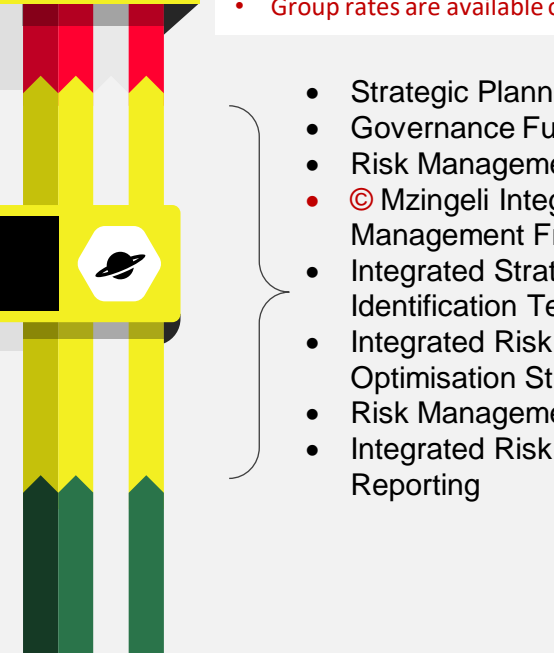 • Group rates are available
• Strategic Plann
• Governance Fu
• Risk Manageme
• © Mzingeli Integ
Management Fr
• Integrated Strat
Identification Te
• Integrated Risk
Optimisation St
• Risk Manageme
• Integrated Risk
Reporting